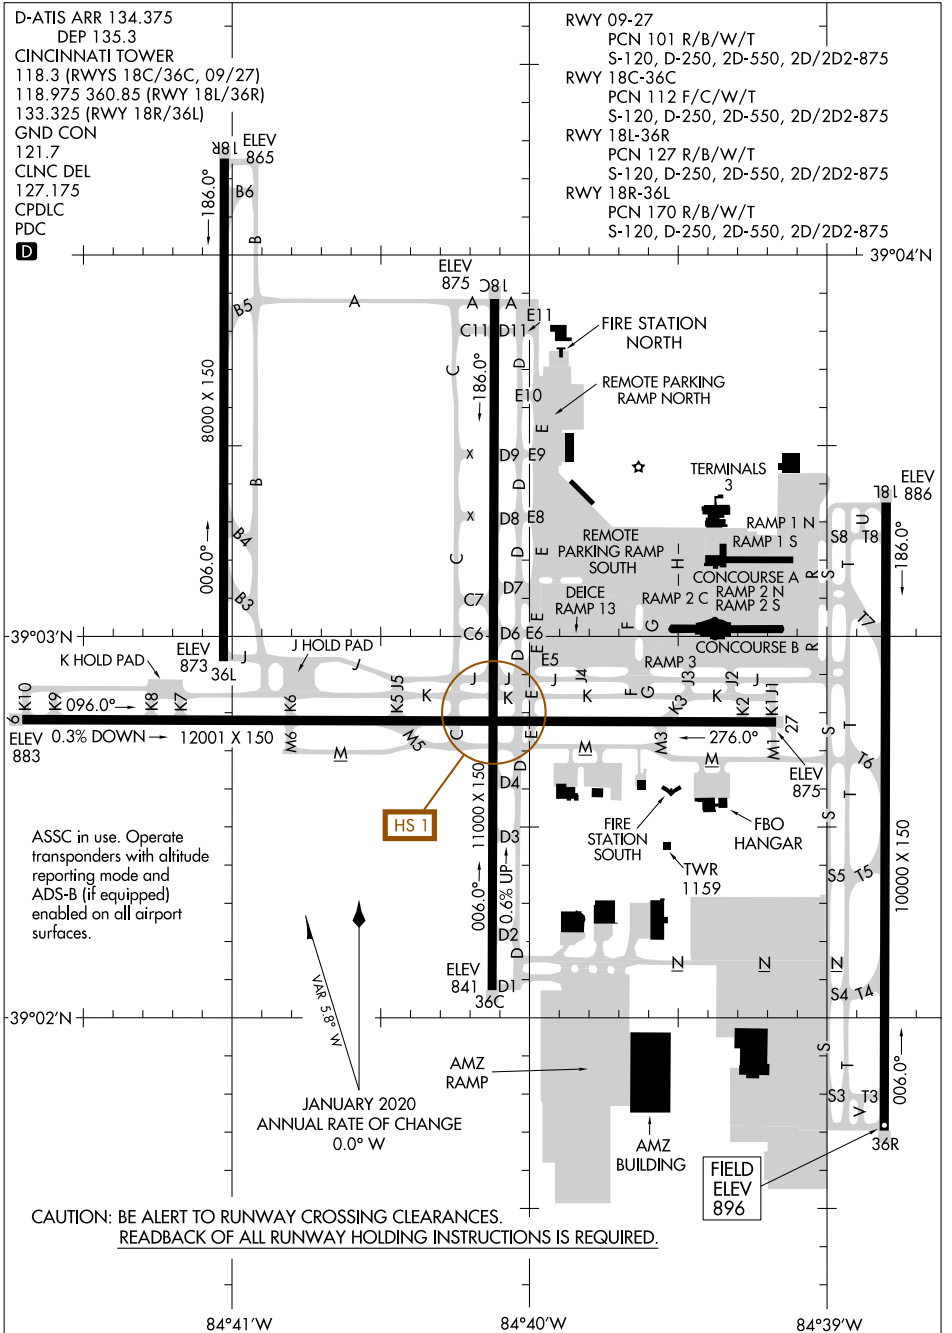 D-ATIS ARR 134.375
DEP 135.3
CINCINNATI TOWER
118.3 (RWYS 18C/36C, 09/27)
118.975 360.85 (RWY 18L/36R)
133.325 (RWY 18R/36L)
GND CON
121.7
CLNC DEL
127.175
CPDLC
PDC
D
RWY 09-27
PCN 101 R/B/W/T
S-120, D-250, 2D-550, 2D/2D2-875
RWY 18C-36C
PCN 112 F/C/W/T
S-120, D-250, 2D-550, 2D/2D2-875
RWY 18L-36R
PCN 127 R/B/W/T
S-120, D-250, 2D-550, 2D/2D2-875
RWY 18R-36L
PCN 170 R/B/W/T
S-120, D-250, 2D-550, 2D/2D2-875
18R
ELEV
865
186.0°
B6
B
39°04'N
ELEV
875
18C
B5
A
A
A
C11
D11
E11
FIRE STATION
NORTH
C
186.0°
D
E10
REMOTE PARKING
RAMP NORTH
E
8000 X 150
X
D9
E9
TERMINALS
3
18L
ELEV
886
B
D
X
D8
E8
RAMP 1 N
RAMP 1 S
U
S8
T8
B4
006.0°
C
D
E
REMOTE
PARKING RAMP
SOUTH
H
CONCOURSE A
R
S
T
186.0°
B3
C7
D7
DEICE
RAMP 13
RAMP 2 C
RAMP 2 N
RAMP 2 S
T7
39°03'N
C6
D6
E6
E
F
G
CONCOURSE B
R
ELEV
873
36L
J
J HOLD PAD
K HOLD PAD
J
D
E
E5
RAMP 3
J5
J
J
J
J4
J3
J2
J
J1
K10
K9
K8
K7
K6
K5
K
K
E
K
F
G
K3
K
K2
K1
9
096.0°
27
ELEV
883
0.3% DOWN
12001 X 150
M6
M
M5
C
E
D
M
M3
276.0°
M
M1
S
T
T6
ELEV
875
HS 1
11000 X 150
D4
FIRE
STATION
SOUTH
FBO
HANGAR
T
S
D3
TWR
1159
10000 X 150
ASSC in use. Operate
transponders with altitude
reporting mode and
ADS-B (if equipped)
enabled on all airport
surfaces.
006.0°
0.6% UP
S5
T5
D2
D
N
N
N
ELEV
841
36C
D1
S4
T4
39°02'N
VAR 5.8° W
S
T
006.0°
AMZ
RAMP
S3
T3
V
JANUARY 2020
ANNUAL RATE OF CHANGE
0.0° W
AMZ
BUILDING
36R
FIELD
ELEV
896
CAUTION: BE ALERT TO RUNWAY CROSSING CLEARANCES.
READBACK OF ALL RUNWAY HOLDING INSTRUCTIONS IS REQUIRED.
84°41'W
84°40'W
84°39'W